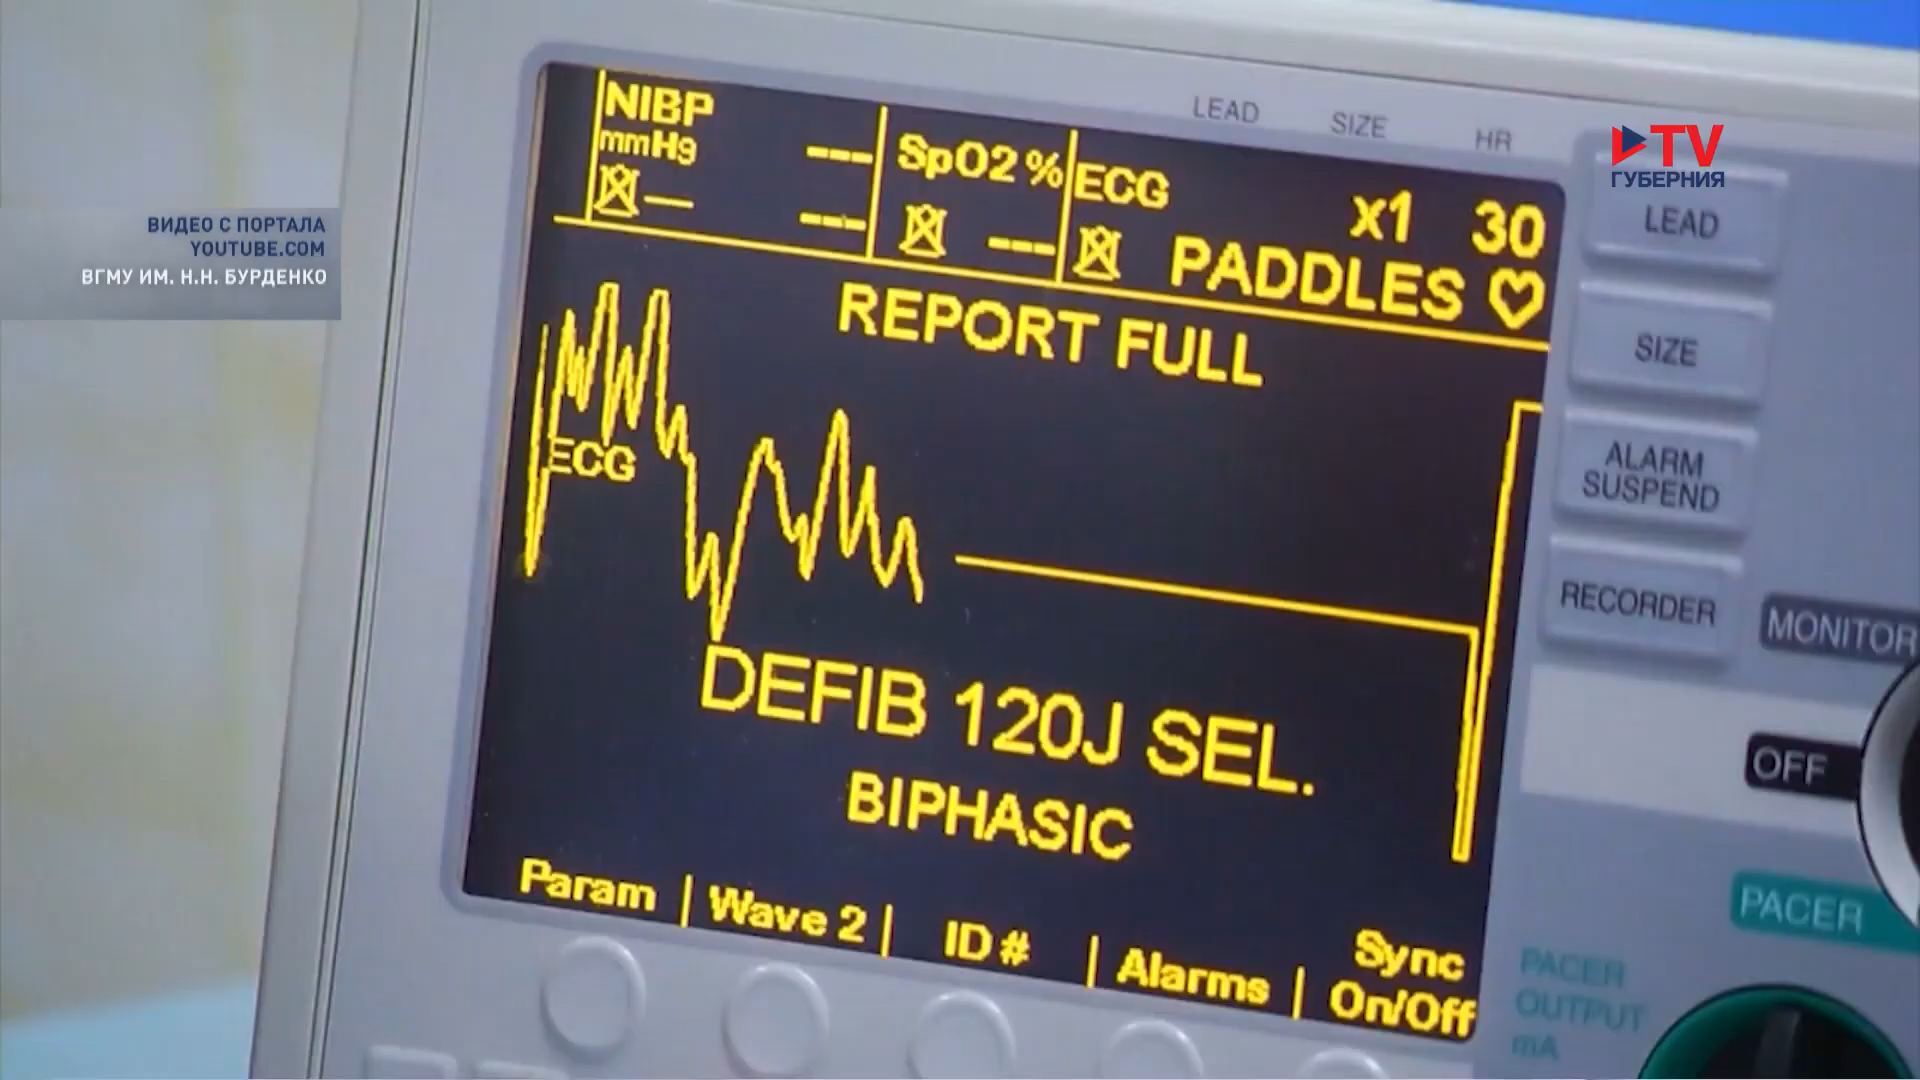 LEAD SIZE HR
TV
ГУБЕРНИЯ
ВИДЕО С ПОРТАЛА
YOUTUBE.COM
ВГМУ ИМ. Н.Н. БУРДЕНКО
NIBP
mmHg ---
---
SpO2 %
---
ECG x1 30
PADDLES
REPORT FULL
ECG
DEFIB 120J SEL.
BIPHASIC
Param | Wave 2 | ID # | Alarms | Sync
On/Off
LEAD
SIZE
ALARM
SUSPEND
RECORDER
MONITOR
OFF
PACER
PACER
OUTPUT
mA